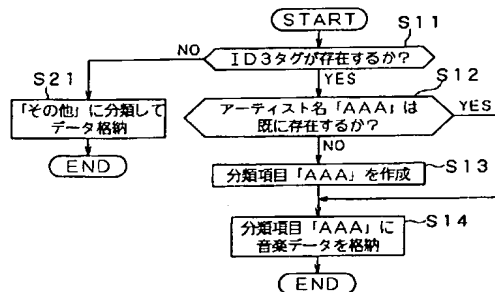 START
S11
ID3タグが存在するか?
NO
YES
S21
「その他」に分類して
データ格納
END
S12
アーティスト名「AAA」は
既に存在するか?
YES
NO
S13
分類項目「AAA」を作成
S14
分類項目「AAA」に
音楽データを格納
END